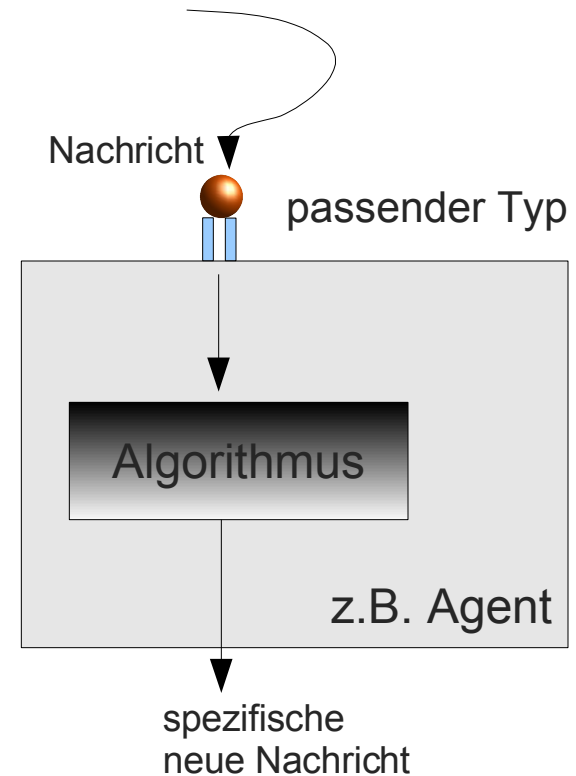 Nachricht
passender Typ
Algorithmus
z.B. Agent
spezifische
neue Nachricht